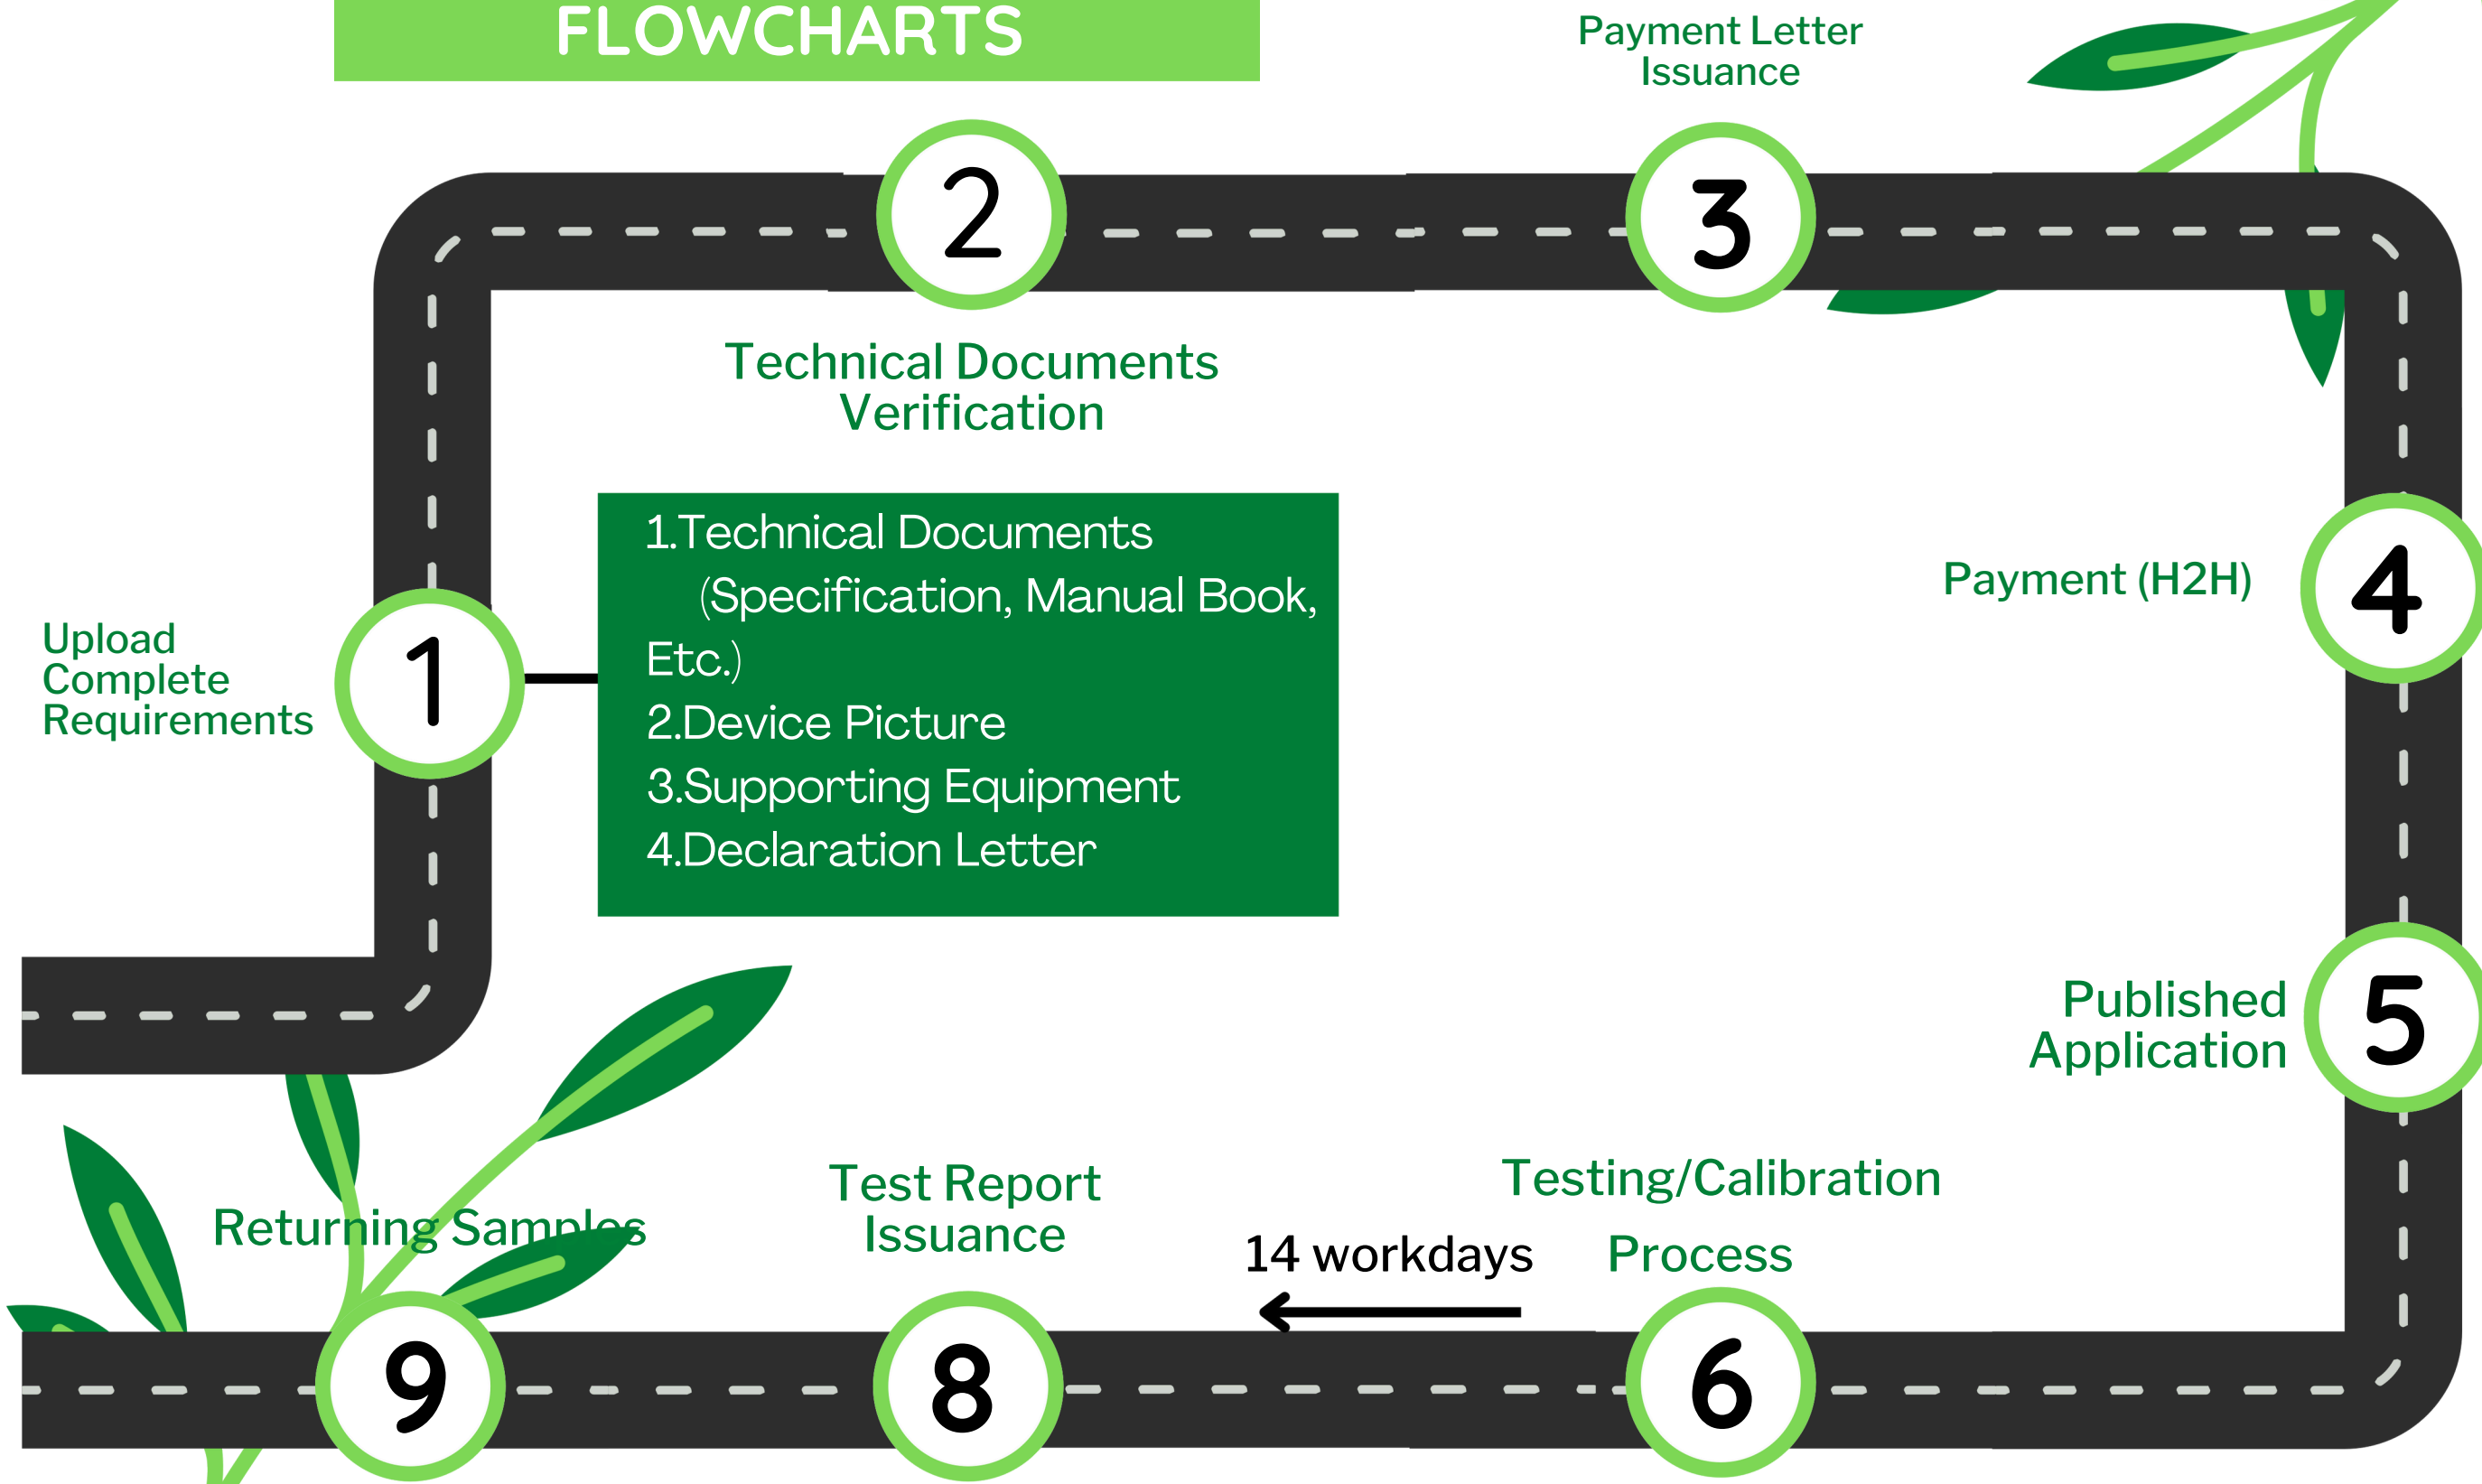 FLOWCHARTS
1
Upload
Complete
Requirements
1.Technical Documents
(Specification, Manual Book,
Etc.)
2.Device Picture
3.Supporting Equipment
4.Declaration Letter
2
Technical Documents
Verification
Payment Letter
Issuance
3
4
Payment (H2H)
5
Published
Application
Testing/Calibration
Process
6
14 workdays
Test Report
Issuance
8
Returning Samples
9